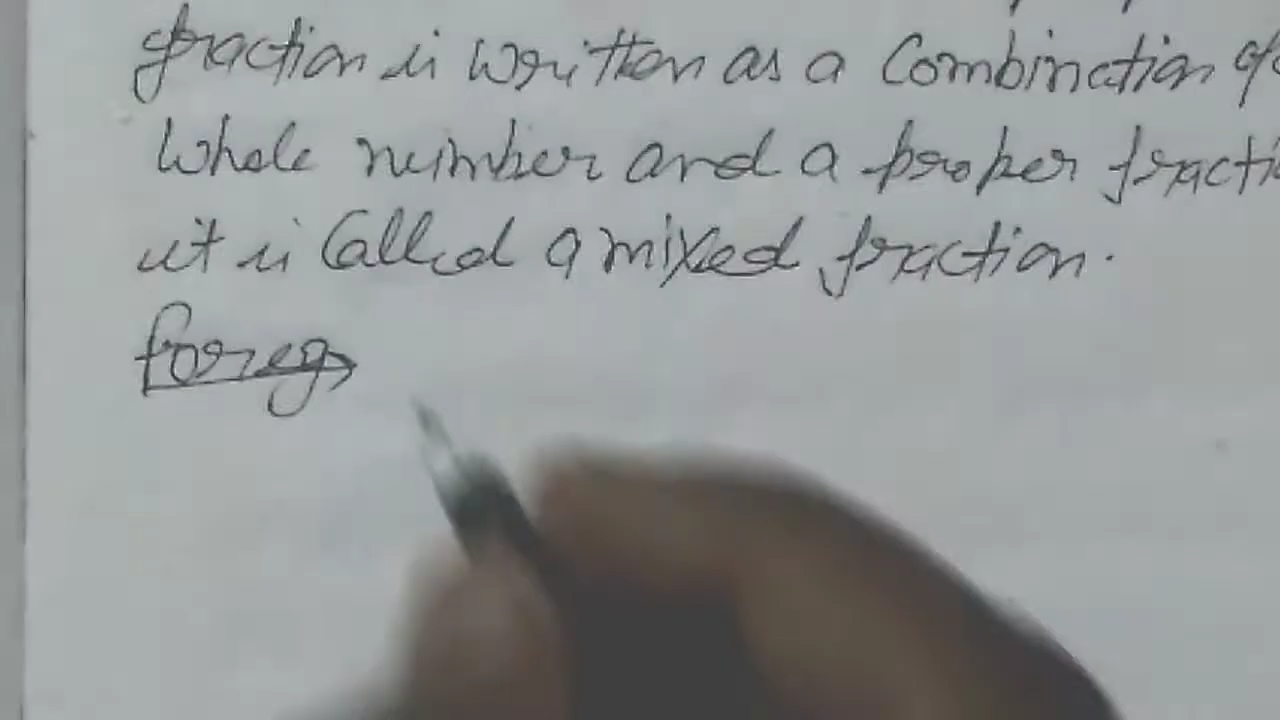 fraction is written as a Combination of
Whole number and a proper fracti
it is Called a mixed fraction.
for eg→